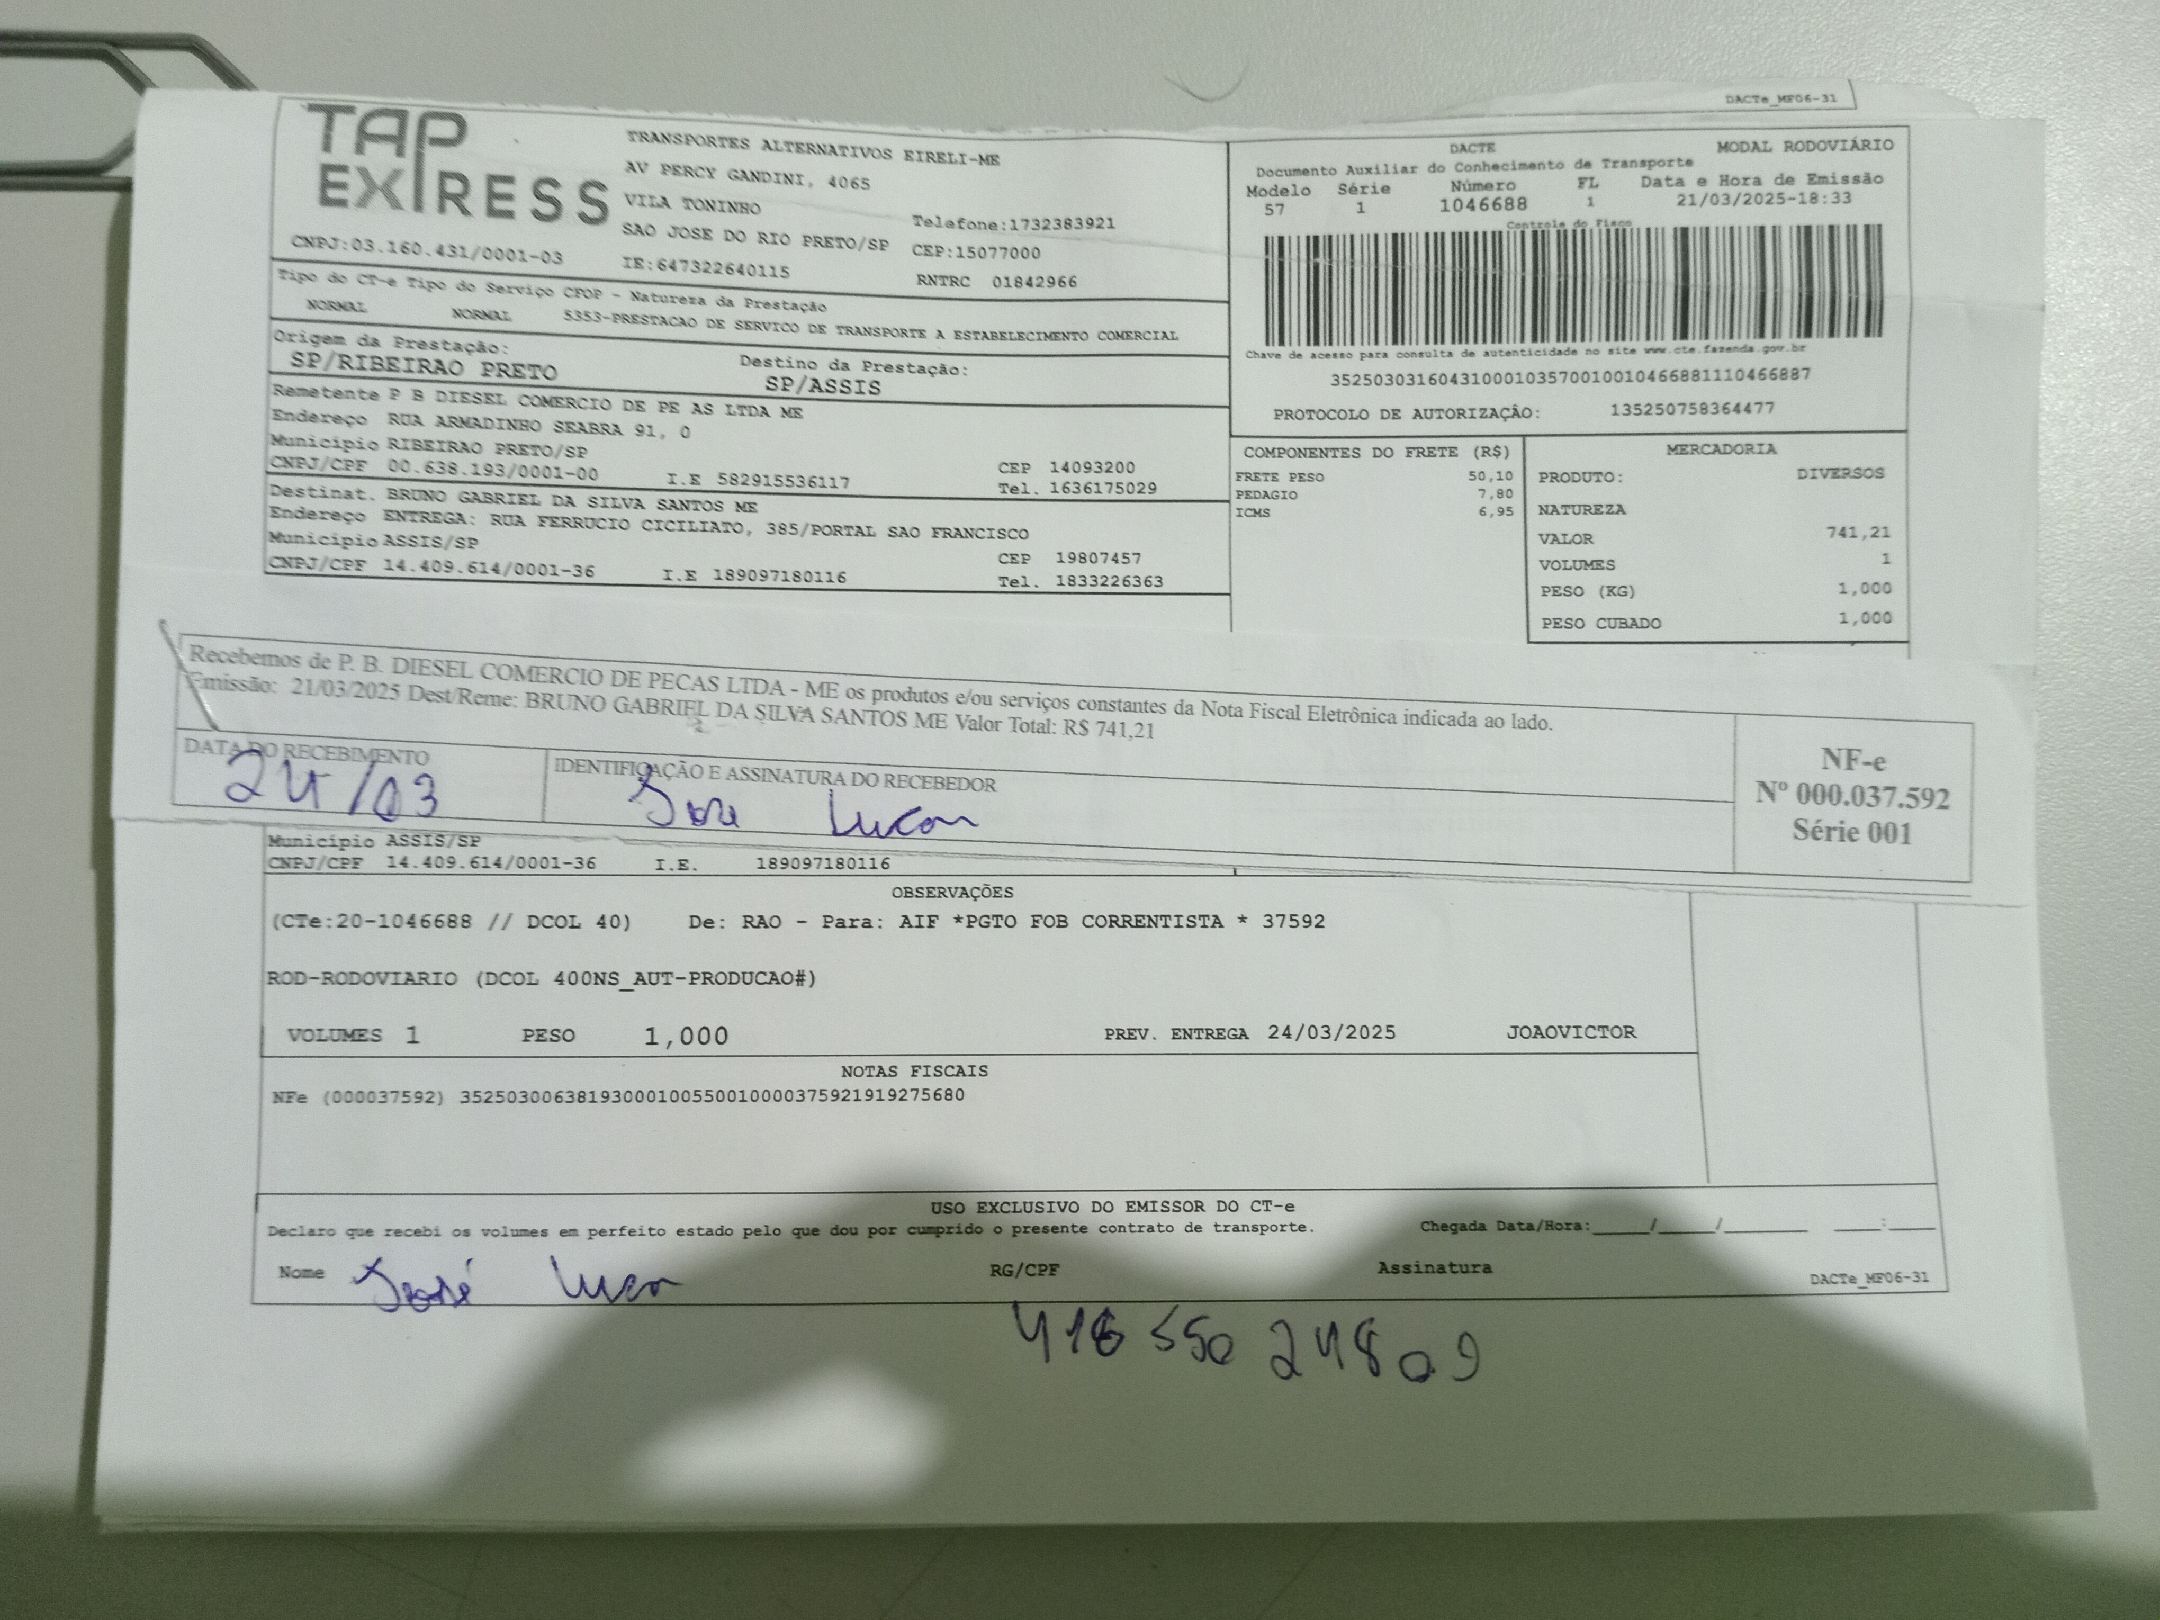 DACTe_MF06-31
TAP EXPRESS
TRANSPORTES ALTERNATIVOS EIRELI-ME
AV PERCY GANDINI, 4065
VILA TONINHO
SAO JOSE DO RIO PRETO/SP
Telefone:1732383921
CEP:15077000
CNPJ:03.160.431/0001-03
IE:647322640115
RNTRC 01842966
Tipo do CT-e Tipo do Serviço CFOP - Natureza da Prestação
NORMAL NORMAL 5353-PRESTACAO DE SERVICO DE TRANSPORTE A ESTABELECIMENTO COMERCIAL
Origem da Prestação: Destino da Prestação:
SP/RIBEIRAO PRETO SP/ASSIS
Remetente P B DIESEL COMERCIO DE PE AS LTDA ME
Endereço RUA ARMADINHO SEABRA 91, 0
Município RIBEIRAO PRETO/SP CEP 14093200
CNPJ/CPF 00.638.193/0001-00 I.E 582915536117 Tel. 1636175029
Destinat. BRUNO GABRIEL DA SILVA SANTOS ME
Endereço ENTREGA: RUA FERRUCIO CICILIATO, 385/PORTAL SAO FRANCISCO
Município ASSIS/SP CEP 19807457
CNPJ/CPF 14.409.614/0001-36 I.E 189097180116 Tel. 1833226363
DACTE MODAL RODOVIÁRIO
Documento Auxiliar do Conhecimento de Transporte
Modelo Série Número FL Data e Hora de Emissão
57 1 1046688 1 21/03/2025-18:33
Controle do Fisco
Chave de acesso para consulta de autenticidade no site www.cte.fazenda.gov.br
35250303160431000103570010010466881110466887
PROTOCOLO DE AUTORIZAÇÃO: 135250758364477
COMPONENTES DO FRETE (R$)
FRETE PESO 50,10
PEDAGIO 7,80
ICMS 6,95
MERCADORIA
PRODUTO: DIVERSOS
NATUREZA
VALOR 741,21
VOLUMES 1
PESO (KG) 1,000
PESO CUBADO 1,000
Recebemos de P. B. DIESEL COMERCIO DE PECAS LTDA - ME os produtos e/ou serviços constantes da Nota Fiscal Eletrônica indicada ao lado.
Emissão: 21/03/2025 Dest/Reme: BRUNO GABRIEL DA SILVA SANTOS ME Valor Total: R$ 741,21
DATA DO RECEBIMENTO
24/03
IDENTIFICAÇÃO E ASSINATURA DO RECEBEDOR
José Lucas
NF-e
Nº 000.037.592
Série 001
Município ASSIS/SP
CNPJ/CPF 14.409.614/0001-36 I.E. 189097180116
OBSERVAÇÕES
(CTe:20-1046688 // DCOL 40) De: RAO - Para: AIF *PGTO FOB CORRENTISTA * 37592
ROD-RODOVIARIO (DCOL 400NS_AUT-PRODUCAO#)
VOLUMES 1 PESO 1,000 PREV. ENTREGA 24/03/2025 JOAOVICTOR
NOTAS FISCAIS
NFe (000037592) 35250300638193000100550010000375921919275680
USO EXCLUSIVO DO EMISSOR DO CT-e
Declaro que recebi os volumes em perfeito estado pelo que dou por cumprido o presente contrato de transporte. Chegada Data/Hora:_____/_____/________ ____:____
Nome José Lucas RG/CPF Assinatura
DACTe_MF06-31
416 550 248 09